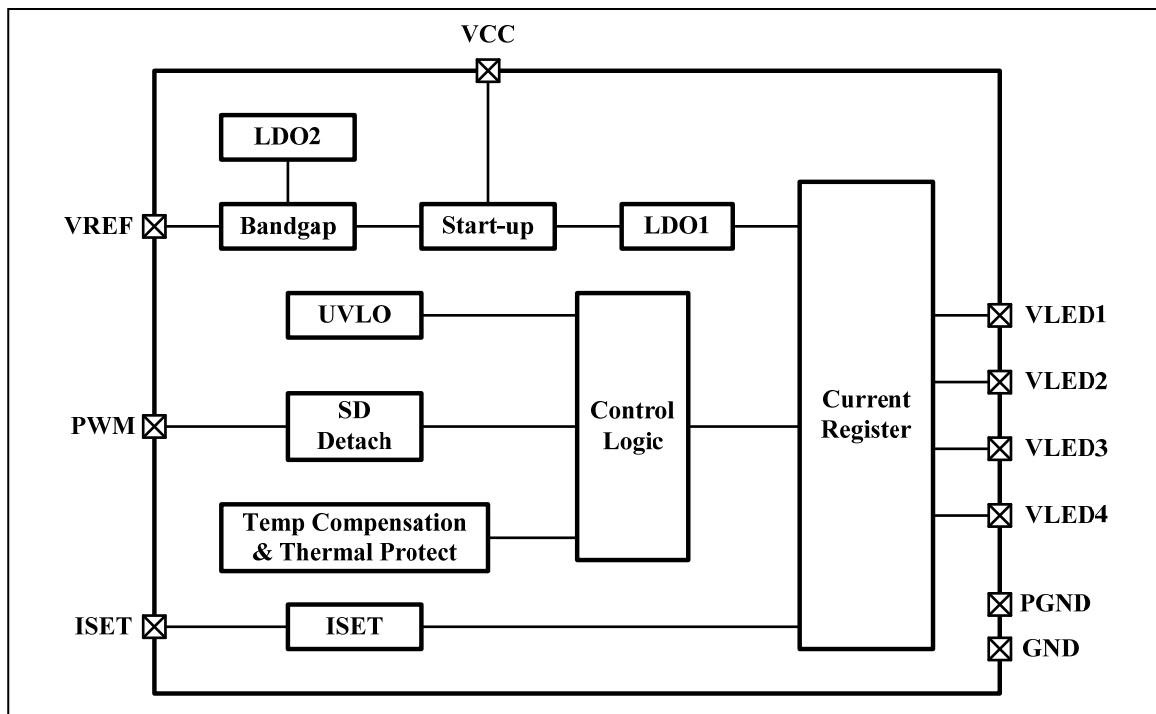 VCC
LDO2
VREF
Bandgap
Start-up
LDO1
UVLO
VLED1
VLED2
PWM
SD
Detach
Control
Logic
Current
Register
VLED3
VLED4
Temp Compensation
& Thermal Protect
PGND
ISET
ISET
GND